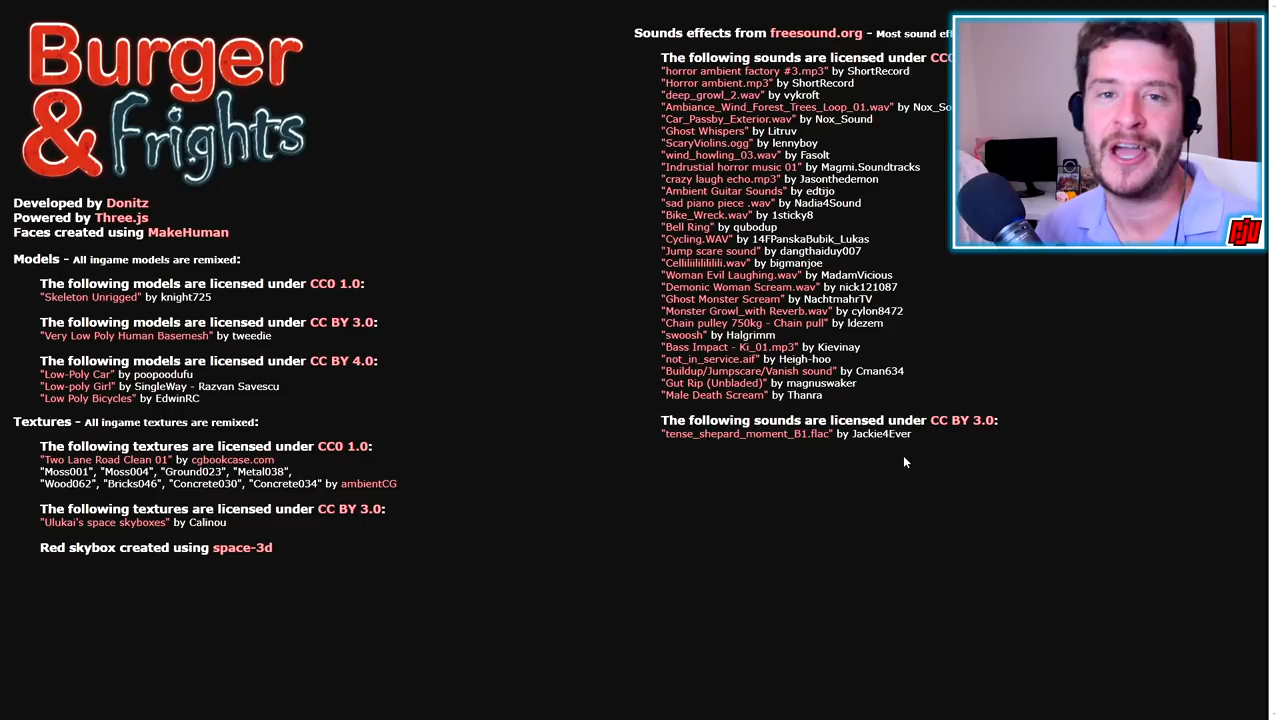 Burger
& Frights
Developed by Donitz
Powered by Three.js
Faces created using MakeHuman
Models - All ingame models are remixed:
The following models are licensed under CC0 1.0:
"Skeleton Unrigged" by knight725
The following models are licensed under CC BY 3.0:
"Very Low Poly Human Basemesh" by tweedie
The following models are licensed under CC BY 4.0:
"Low-Poly Car" by poopoodufu
"Low-poly Girl" by SingleWay - Razvan Savescu
"Low Poly Bicycles" by EdwinRC
Textures - All ingame textures are remixed:
The following textures are licensed under CC0 1.0:
"Two Lane Road Clean 01" by cgbookcase.com
"Moss001", "Moss004", "Ground023", "Metal038",
"Wood062", "Bricks046", "Concrete030", "Concrete034" by ambientCG
The following textures are licensed under CC BY 3.0:
"Ulukai's space skyboxes" by Calinou
Red skybox created using space-3d
Sounds effects from freesound.org - Most sound
The following sounds are licensed under
"horror ambient factory #3.mp3" by ShortRecord
"Horror ambient.mp3" by ShortRecord
"deep_growl_2.wav" by vykroft
"Ambiance_Wind_Forest_Trees_Loop_01.wav" by
"Car_Passby_Exterior.wav" by Nox_Sound
"Ghost Whispers" by Litruv
"ScaryViolins.ogg" by lennyboy
"wind_howling_03.wav" by Fasolt
"Indrustial horror music 01" by Magmi.Soundtracks
"crazy laugh echo.mp3" by Jasonthedemon
"Ambient Guitar Sounds" by edtijo
"sad piano piece .wav" by Nadia4Sound
"Bike_Wreck.wav" by 1sticky8
"Bell Ring" by qubodup
"Cycling.WAV" by 14FPanskaBubik_Lukas
"Jump scare sound" by dangthaiduy007
"Celliiliililili.wav" by bigmanjoe
"Woman Evil Laughing.wav" by MadamVicious
"Demonic Woman Scream.wav" by nick121087
"Ghost Monster Scream" by NachtmahrTV
"Monster Growl_with Reverb.wav" by cylon8472
"Chain pulley 750kg - Chain pull" by ldezem
"swoosh" by Halgrimm
"Bass Impact - Ki_01.mp3" by Kievinay
"not_in_service.aif" by Heigh-hoo
"Buildup/Jumpscare/Vanish sound" by Cman634
"Gut Rip (Unbladed)" by magnuswaker
"Male Death Scream" by Thanra
The following sounds are licensed under CC BY 3.0:
"tense_shepard_moment_B1.flac" by Jackie4Ever